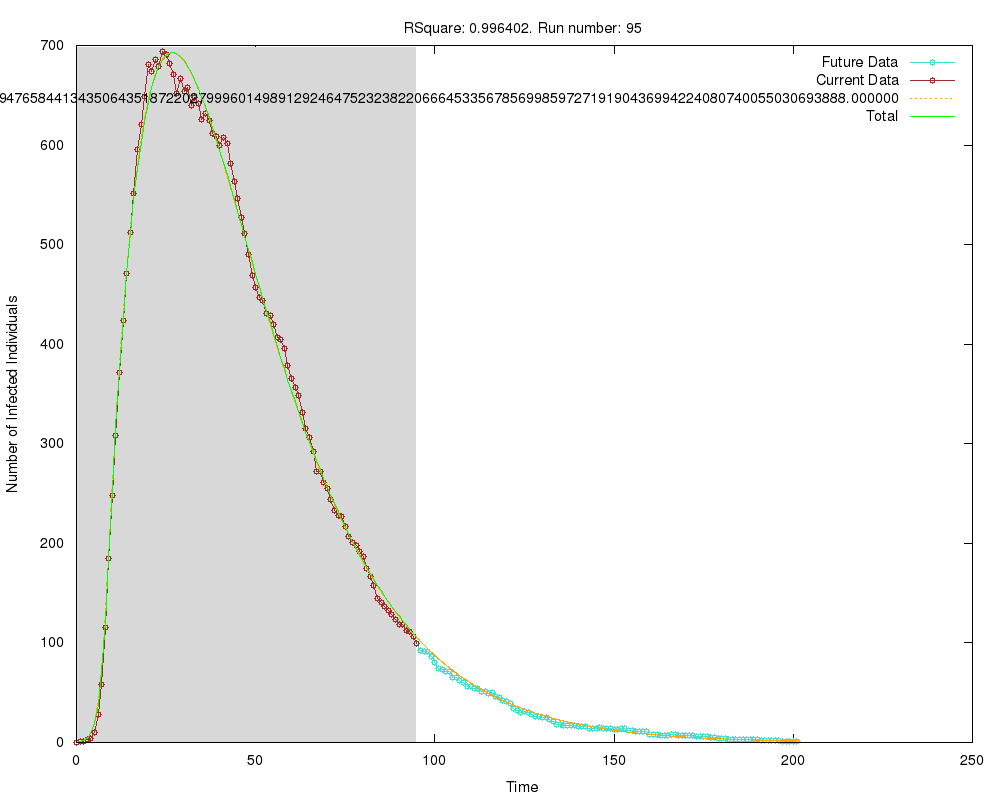 RSquare: 0.996402. Run number: 95
700
Future Data
Current Data
Total
600
500
400
300
200
100
0
Number of Infected Individuals
0 50 100 150 200 250
Time